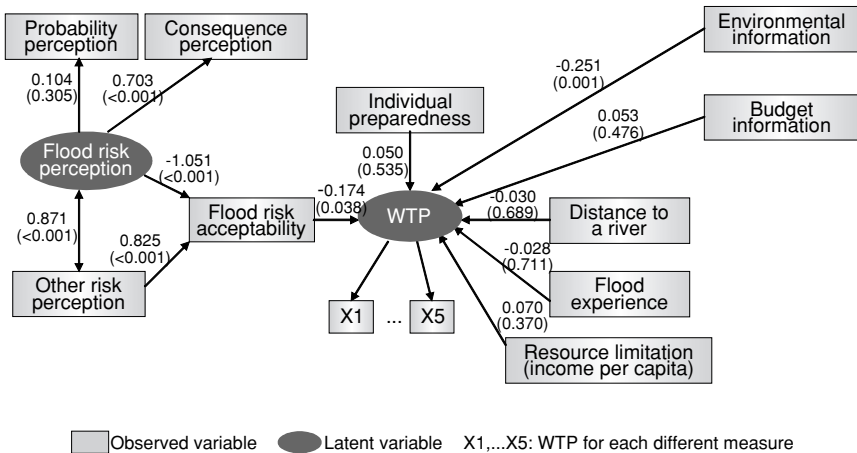 Probability
perception
Consequence
perception
Environmental
information
0.104
(0.305)
0.703
(<0.001)
-0.251
(0.001)
Individual
preparedness
0.053
(0.476)
Budget
information
Flood risk
perception
-1.051
(<0.001)
0.050
(0.535)
0.871
(<0.001)
0.825
(<0.001)
Flood risk
acceptability
-0.174
(0.038)
WTP
-0.030
(0.689)
Distance to
a river
-0.028
(0.711)
Other risk
perception
Flood
experience
X1
...
X5
0.070
(0.370)
Resource limitation
(income per capita)
Observed variable
Latent variable
X1,...X5: WTP for each different measure